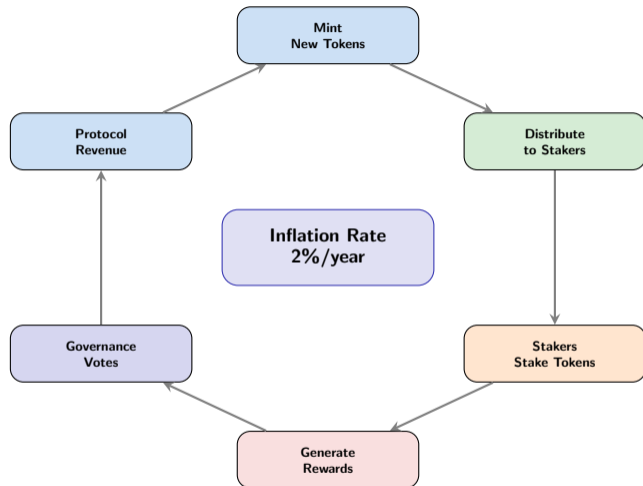 Mint
New Tokens
Protocol
Revenue
Distribute
to Stakers
Inflation Rate
2%/year
Governance
Votes
Stakers
Stake Tokens
Generate
Rewards